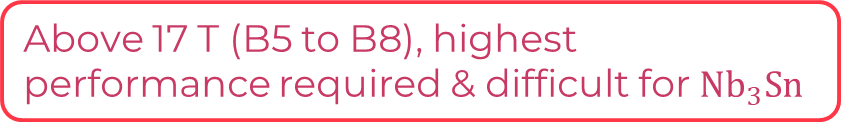 Above 17 T (B5 to B8), highest
performance required & difficult for Nb₃Sn